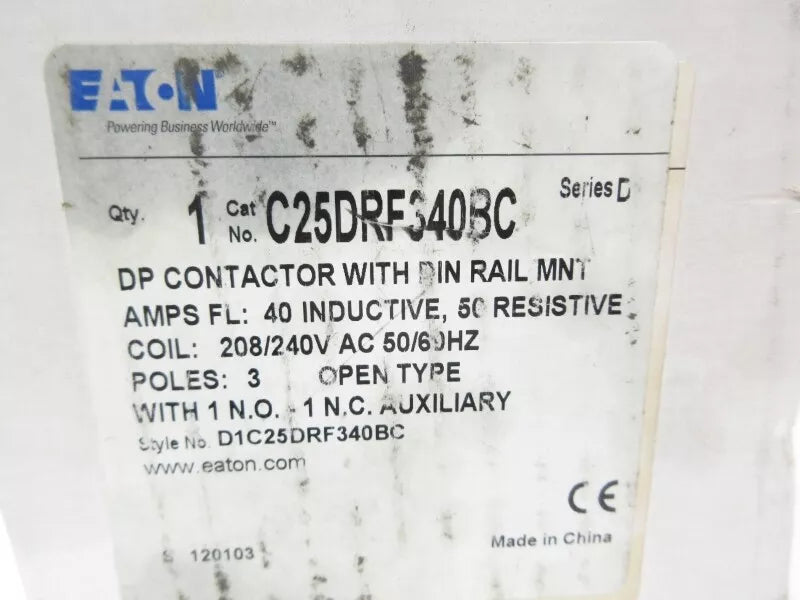 EATON
Powering Business Worldwide™
Series D
Qty. 1 Cat No. C25DRF340BC
DP CONTACTOR WITH DIN RAIL MNT
AMPS FL: 40 INDUCTIVE, 50 RESISTIVE
COIL: 208/240V AC 50/60HZ
POLES: 3 OPEN TYPE
WITH 1 N.O. -1 N.C. AUXILIARY
Style No. D1C25DRF340BC
www.eaton.com
CE
S 120103
Made in China